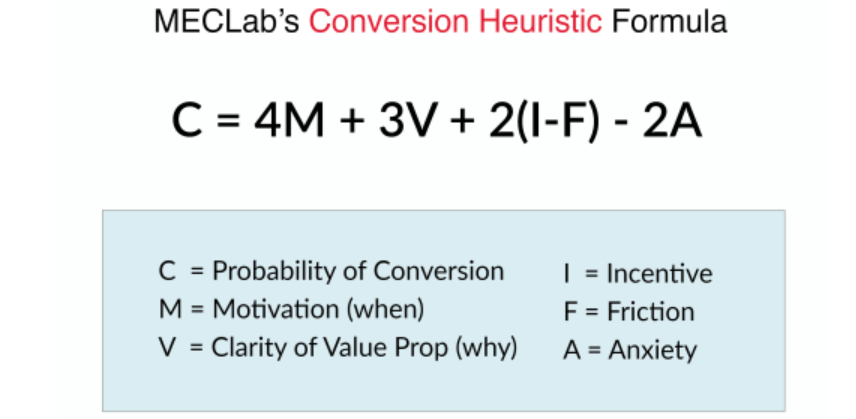 MECLab's Conversion Heuristic Formula
C = 4M + 3V + 2(I-F) - 2A
C = Probability of Conversion
M = Motivation (when)
V = Clarity of Value Prop (why)
I = Incentive
F = Friction
A = Anxiety